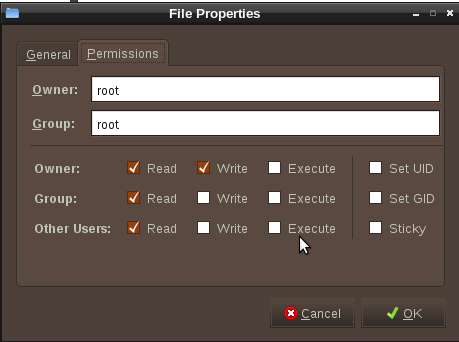 File Properties
General Permissions
Owner: root
Group: root
Owner: Read Write Execute Set UID
Group: Read Write Execute Set GID
Other Users: Read Write Execute Sticky
Cancel OK